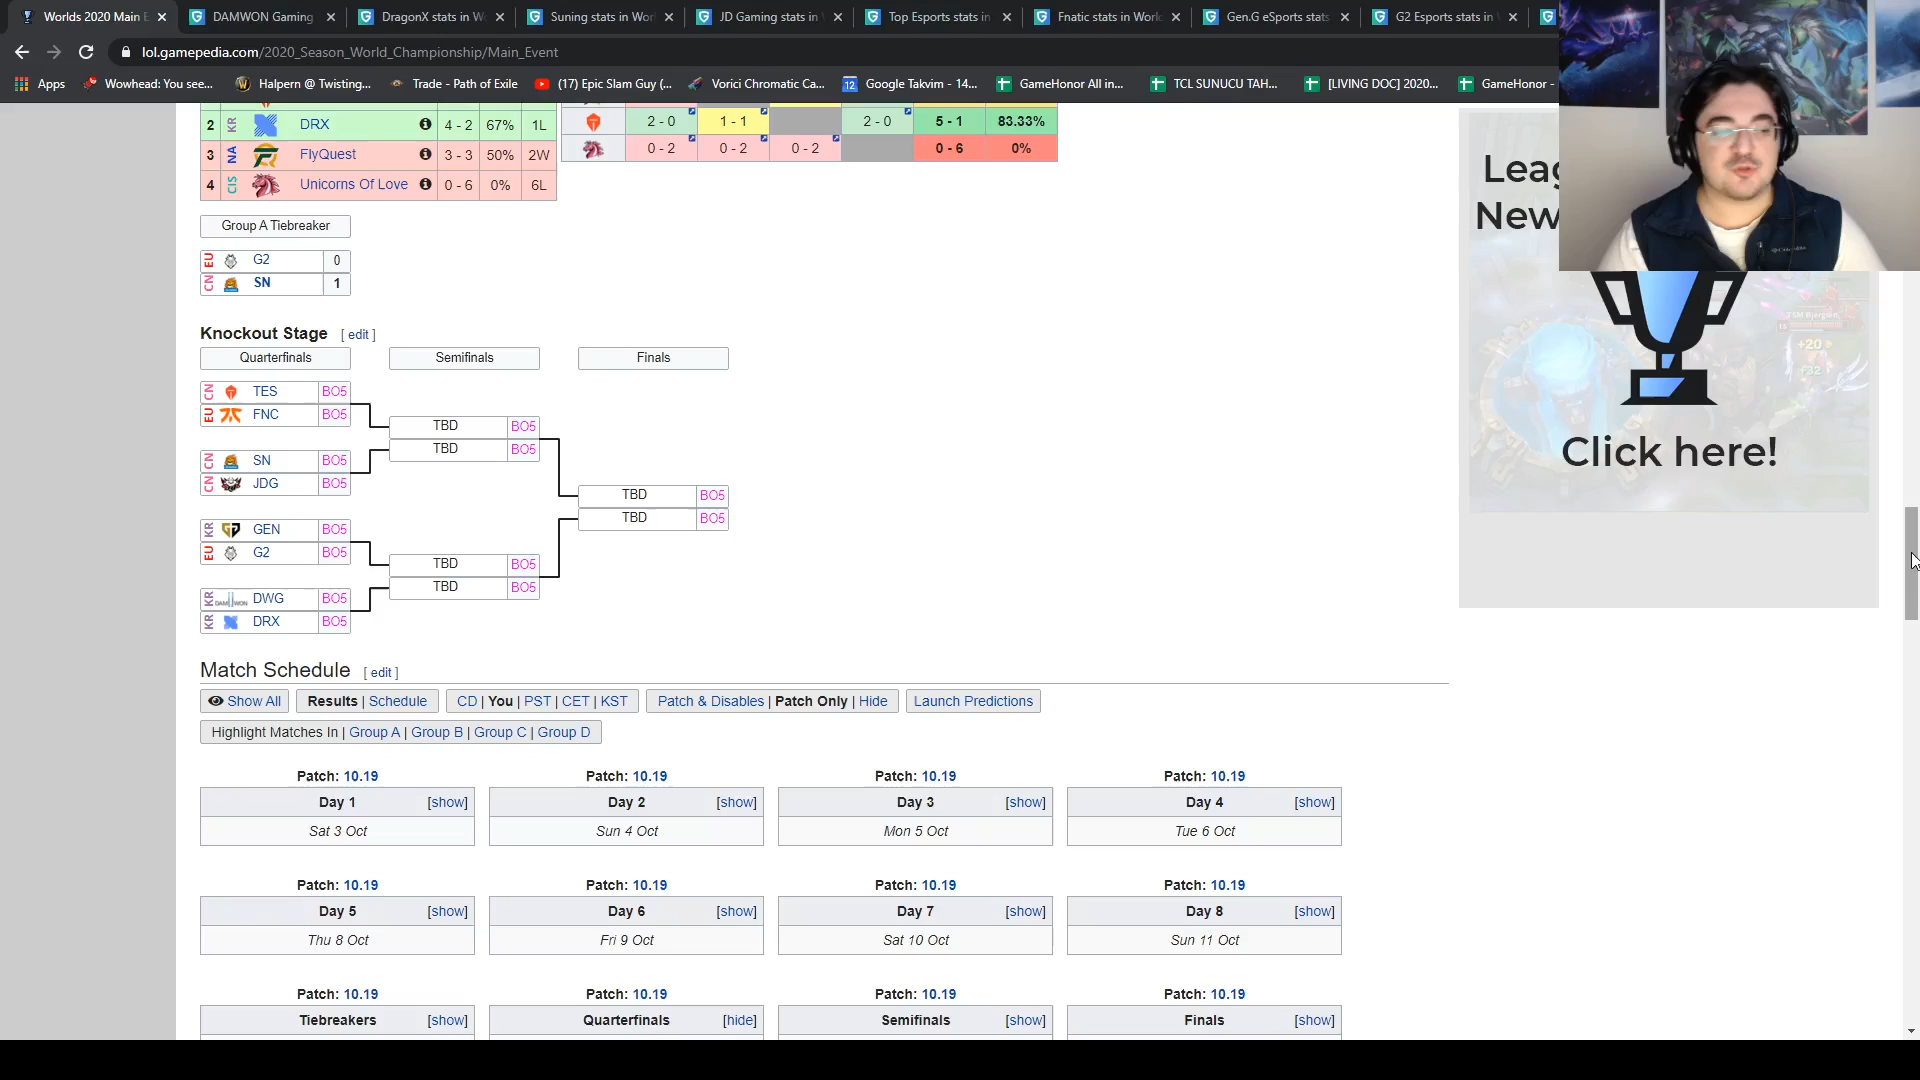 Worlds 2020 Main E
DAMWON Gaming
DragonX stats in Wo
Suning stats in Wor
JD Gaming stats in
Top Esports stats in
Fnatic stats in World
Gen.G eSports stats
G2 Esports stats in W
lol.gamepedia.com/2020_Season_World_Championship/Main_Event
Apps
Wowhead: You see...
Halpern @ Twisting...
Trade - Path of Exile
(17) Epic Slam Guy (...
Vorici Chromatic Ca...
12 Google Takvim - 14...
GameHonor All in...
TCL SUNUCU TAH...
[LIVING DOC] 2020...
GameHonor -
2 KR DRX 4 - 2 67% 1L
3 NA FlyQuest 3 - 3 50% 2W
4 CIS Unicorns Of Love 0 - 6 0% 6L
2 - 0 1 - 1 2 - 0 5 - 1 83.33%
0 - 2 0 - 2 0 - 2 0 - 6 0%
Group A Tiebreaker
EU G2 0
CN SN 1
Knockout Stage [ edit ]
Quarterfinals Semifinals Finals
CN TES BO5
EU FNC BO5
CN SN BO5
CN JDG BO5
KR GEN BO5
EU G2 BO5
KR DAMWON DWG BO5
KR DRX BO5
TBD BO5
TBD BO5
TBD BO5
TBD BO5
TBD BO5
TBD BO5
Leag
New
TSM Bjergsen
+20
+32
Click here!
Match Schedule [ edit ]
Show All Results | Schedule CD | You | PST | CET | KST Patch & Disables | Patch Only | Hide Launch Predictions
Highlight Matches In | Group A | Group B | Group C | Group D
Patch: 10.19 Patch: 10.19 Patch: 10.19 Patch: 10.19
Day 1 [show] Day 2 [show] Day 3 [show] Day 4 [show]
Sat 3 Oct Sun 4 Oct Mon 5 Oct Tue 6 Oct
Patch: 10.19 Patch: 10.19 Patch: 10.19 Patch: 10.19
Day 5 [show] Day 6 [show] Day 7 [show] Day 8 [show]
Thu 8 Oct Fri 9 Oct Sat 10 Oct Sun 11 Oct
Patch: 10.19 Patch: 10.19 Patch: 10.19 Patch: 10.19
Tiebreakers [show] Quarterfinals [hide] Semifinals [show] Finals [show]